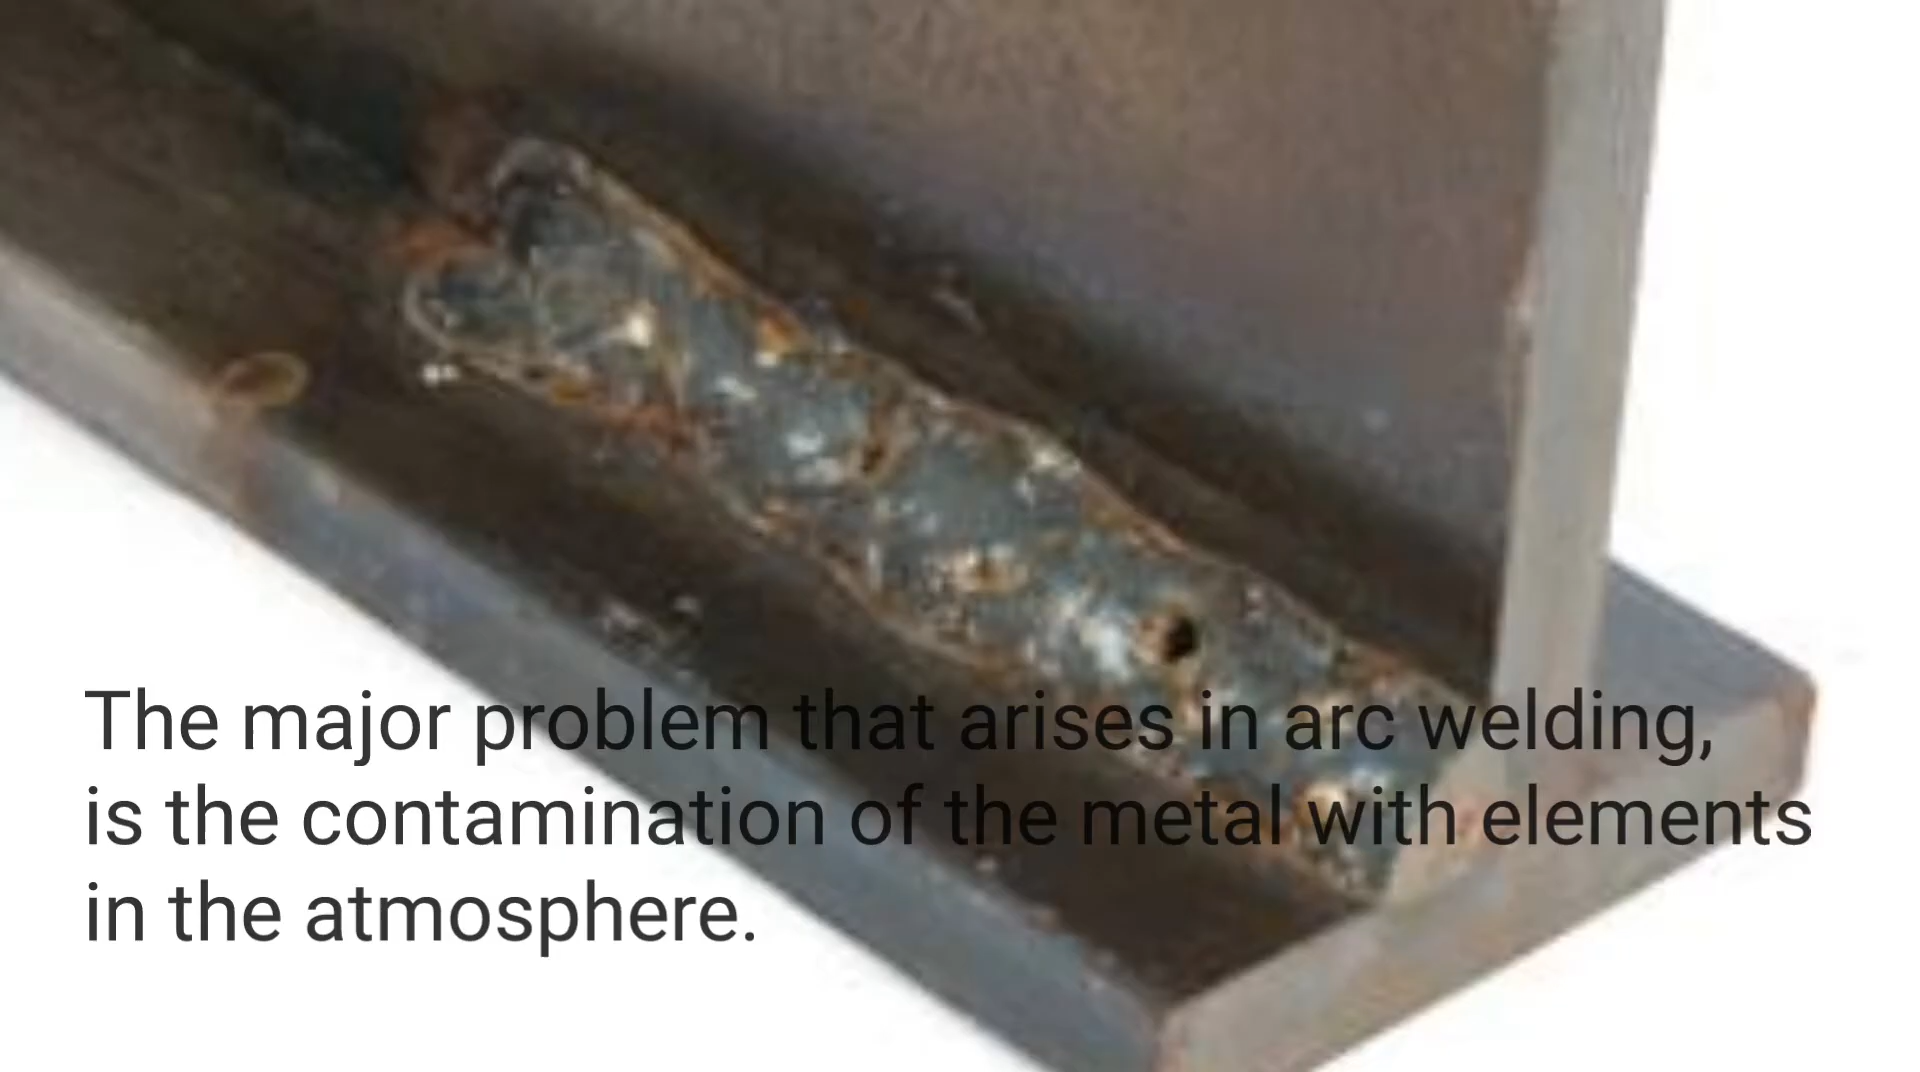 The major problem that arises in arc welding,
is the contamination of the metal with elements
in the atmosphere.